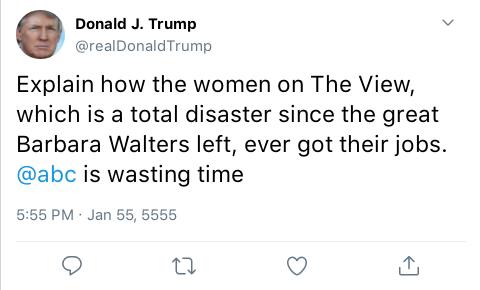 Donald J. Trump
@realDonaldTrump
Explain how the women on The View,
which is a total disaster since the great
Barbara Walters left, ever got their jobs.
@abc is wasting time
5:55 PM · Jan 55, 5555